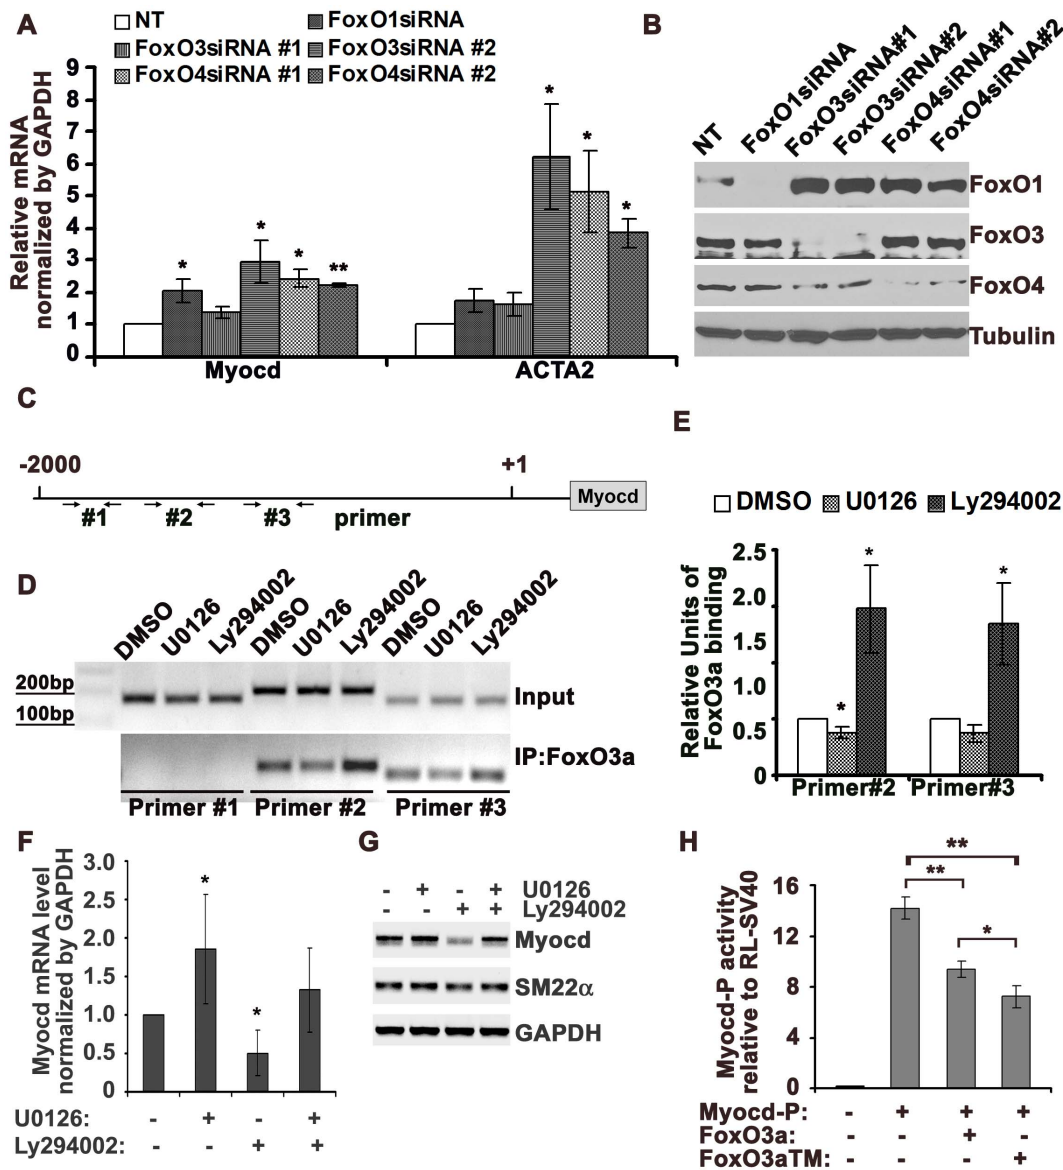 A
NT
FoxO1siRNA
FoxO3siRNA #1
FoxO3siRNA #2
FoxO4siRNA #1
FoxO4siRNA #2
Relative mRNA
normalized by GAPDH
9
8
7
6
5
4
3
2
1
0
* * * **
* * *
Myocd
ACTA2
B
NT
FoxO1siRNA
FoxO3siRNA#1
FoxO3siRNA#2
FoxO4siRNA#1
FoxO4siRNA#2
FoxO1
FoxO3
FoxO4
Tubulin
C
-2000
+1
Myocd
#1 #2 #3 primer
D
DMSO
U0126
Ly294002
DMSO
U0126
Ly294002
DMSO
U0126
Ly294002
200bp
100bp
Input
IP:FoxO3a
Primer #1 Primer #2 Primer #3
E
DMSO U0126 Ly294002
Relative Units of
FoxO3a binding
2.5
2.0
1.5
1.0
0.5
0
* * *
Primer#2 Primer#3
F
Myocd mRNA level
normalized by GAPDH
3.0
2.5
2.0
1.5
1.0
0.5
0
* *
U0126: - + - +
Ly294002: - - + +
G
- + - + U0126
- - + + Ly294002
Myocd
SM22α
GAPDH
H
Myocd-P activity
relative to RL-SV40
16
12
8
4
0
**
**
*
Myocd-P: - + + +
FoxO3a: - - + -
FoxO3aTM: - - - +